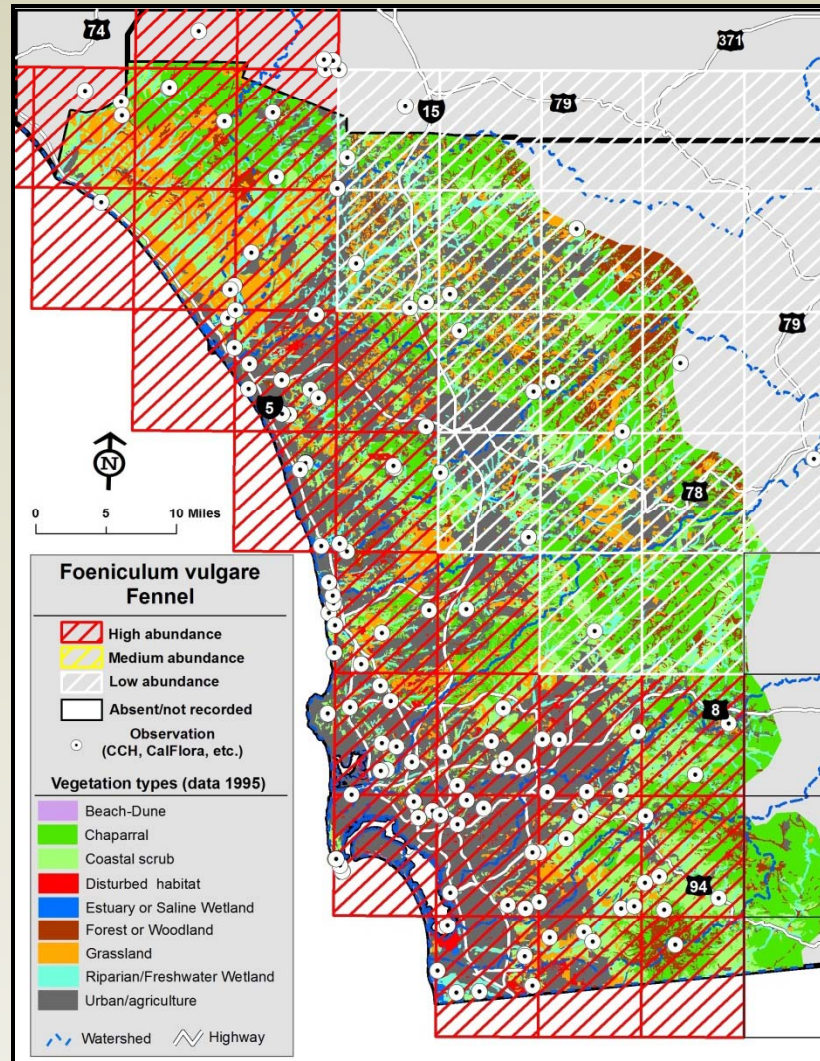 74
371
79
15
79
5
N
0 5 10 Miles
78
Foeniculum vulgare
Fennel
High abundance
Medium abundance
Low abundance
Absent/not recorded
Observation
(CCH, CalFlora, etc.)
8
Vegetation types (data 1995)
Beach-Dune
Chaparral
Coastal scrub
Disturbed habitat
Estuary or Saline Wetland
Forest or Woodland
Grassland
Riparian/Freshwater Wetland
Urban/agriculture
94
Watershed Highway